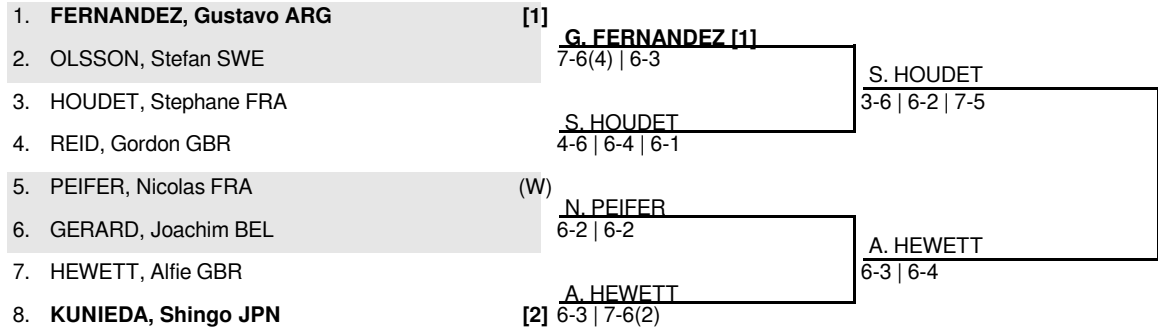 1. FERNANDEZ, Gustavo ARG [1]
2. OLSSON, Stefan SWE
3. HOUDET, Stephane FRA
4. REID, Gordon GBR
5. PEIFER, Nicolas FRA (W)
6. GERARD, Joachim BEL
7. HEWETT, Alfie GBR
8. KUNIEDA, Shingo JPN [2]
G. FERNANDEZ [1]
7-6(4) | 6-3
S. HOUDET
4-6 | 6-4 | 6-1
N. PEIFER
6-2 | 6-2
A. HEWETT
6-3 | 7-6(2)
S. HOUDET
3-6 | 6-2 | 7-5
A. HEWETT
6-3 | 6-4